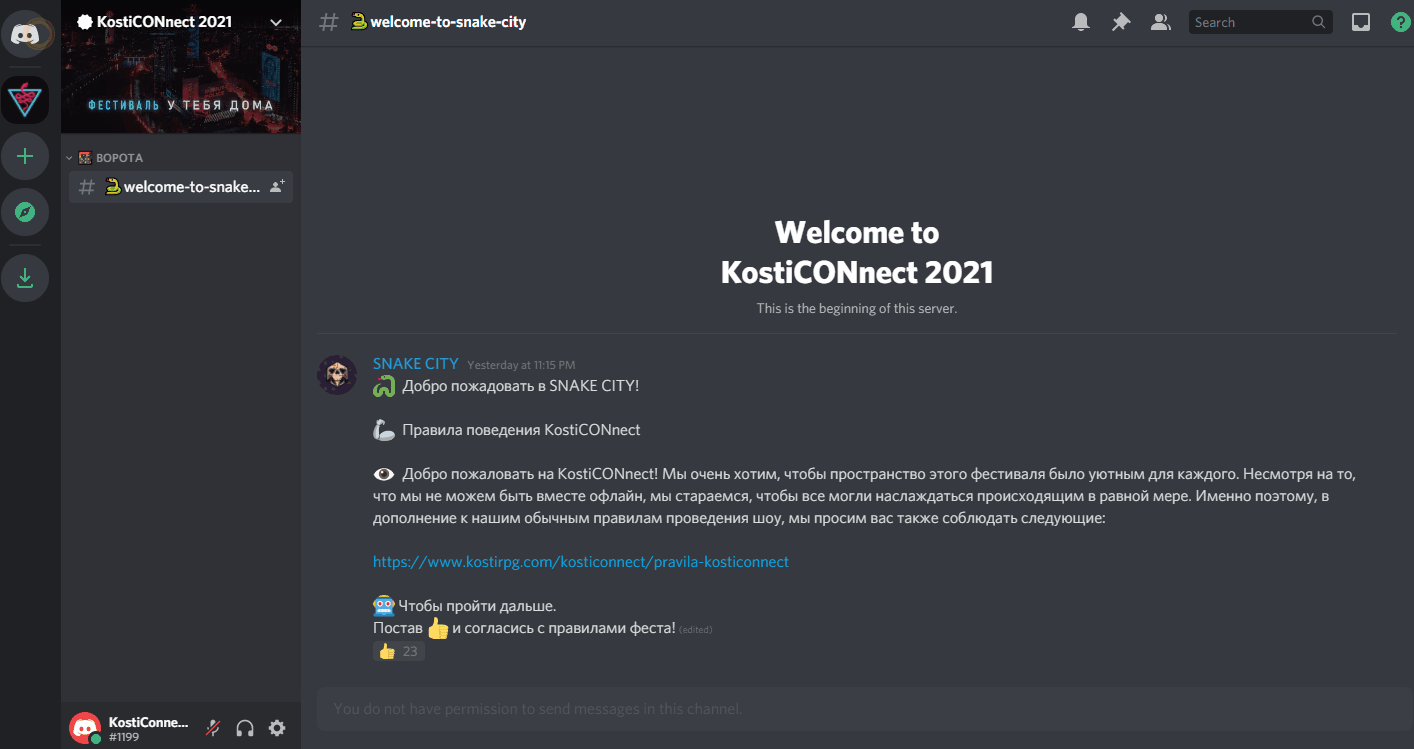 KostiCONnect 2021
ФЕСТИВАЛЬ У ТЕБЯ ДОМА
ВОРОТА
welcome-to-snake...
KostiConne...
#1199
# welcome-to-snake-city
Search
Welcome to
KostiCONnect 2021
This is the beginning of this server.
SNAKE CITY Yesterday at 11:15 PM
Добро пожадовать в SNAKE CITY!
Правила поведения KostiCONnect
Добро пожаловать на KostiCONnect! Мы очень хотим, чтобы пространство этого фестиваля было уютным для каждого. Несмотря на то,
что мы не можем быть вместе офлайн, мы стараемся, чтобы все могли наслаждаться происходящим в равной мере. Именно поэтому, в
дополнение к нашим обычным правилам проведения шоу, мы просим вас также соблюдать следующие:
https://www.kostirpg.com/kosticonnect/pravila-kosticonnect
Чтобы пройти дальше.
Постав 👍 и согласись с правилами феста! (edited)
👍 23
You do not have permission to send messages in this channel.